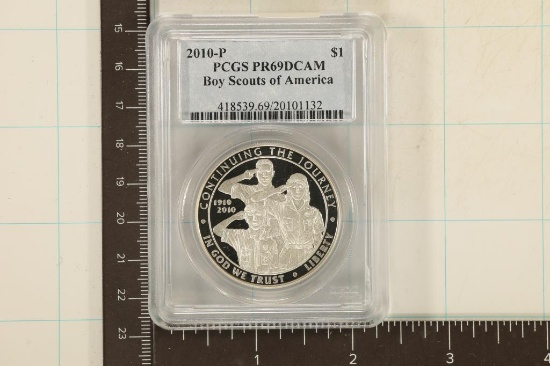 2010-P $1
PCGS PR69DCAM
Boy Scouts of America
418539.69/20101132
CONTINUING THE JOURNEY
1910
2010
IN GOD WE TRUST
LIBERTY
15
16
17
18
19
20
21
22
23
1
2
3
4